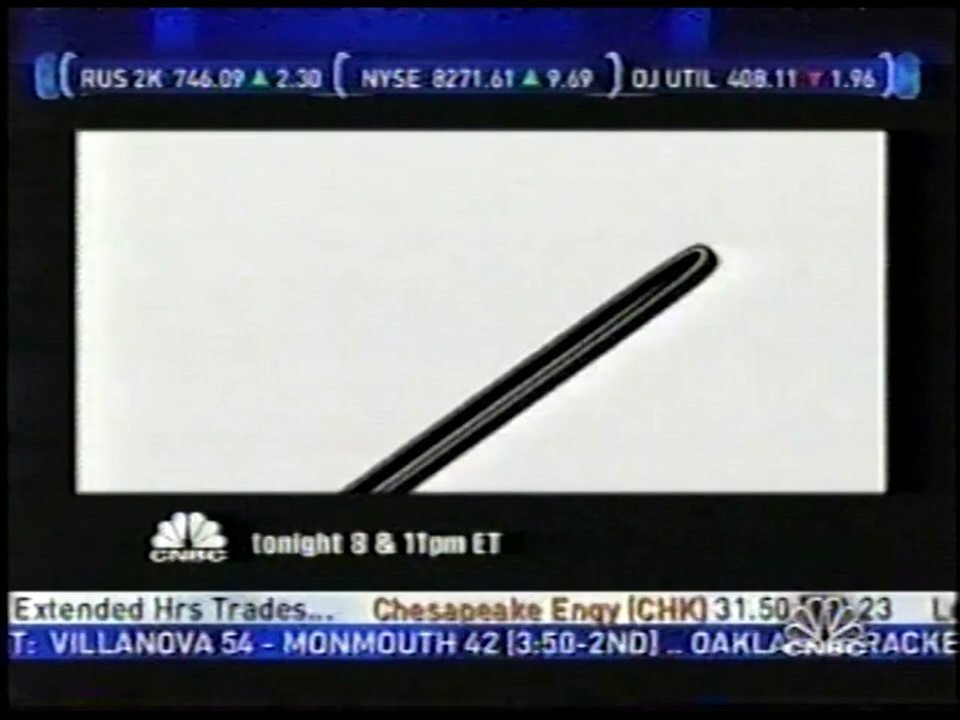 RUS 2K 746.09 ▲ 2.30 NYSE 8271.61 ▲ 9.69 DJ UTIL 408.11 ▼ 1.96
CNBC tonight 8 & 11pm ET
Extended Hrs Trades... Chesapeake Engy (CHK) 31.50 23
T: VILLANOVA 54 - MONMOUTH 42 [3:50-2ND] .. OAKLA
CNBC